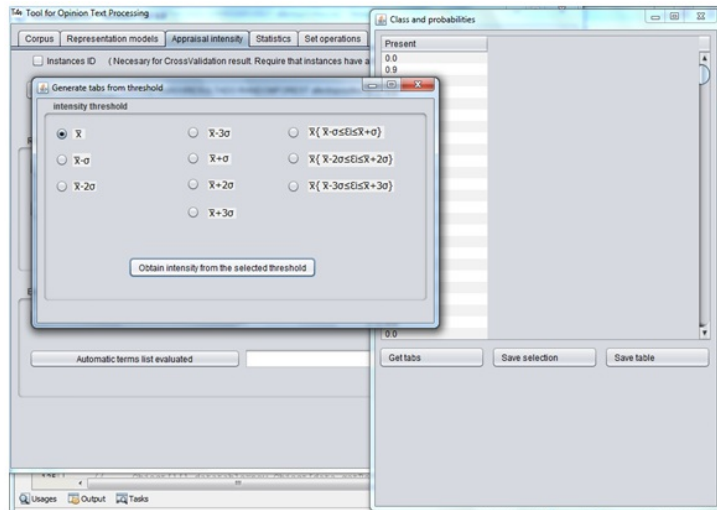 Tool for Opinion Text Processing
Corpus Representation models Appraisal intensity Statistics Set operations
Instances ID (Necesary for CrossValidation result. Require that instances have a
Generate tabs from threshold
intensity threshold
x̅ x̅-3σ x̅{ x̅-σ≤Ei≤x̅+σ}
x̅-σ x̅+σ x̅{ x̅-2σ≤Ei≤x̅+2σ}
x̅-2σ x̅+2σ x̅{ x̅-3σ≤Ei≤x̅+3σ}
x̅+3σ
Obtain intensity from the selected threshold
Automatic terms list evaluated
Usages Output Tasks
Class and probabilities
Present
0.0
0.9
0.0
Get tabs Save selection Save table